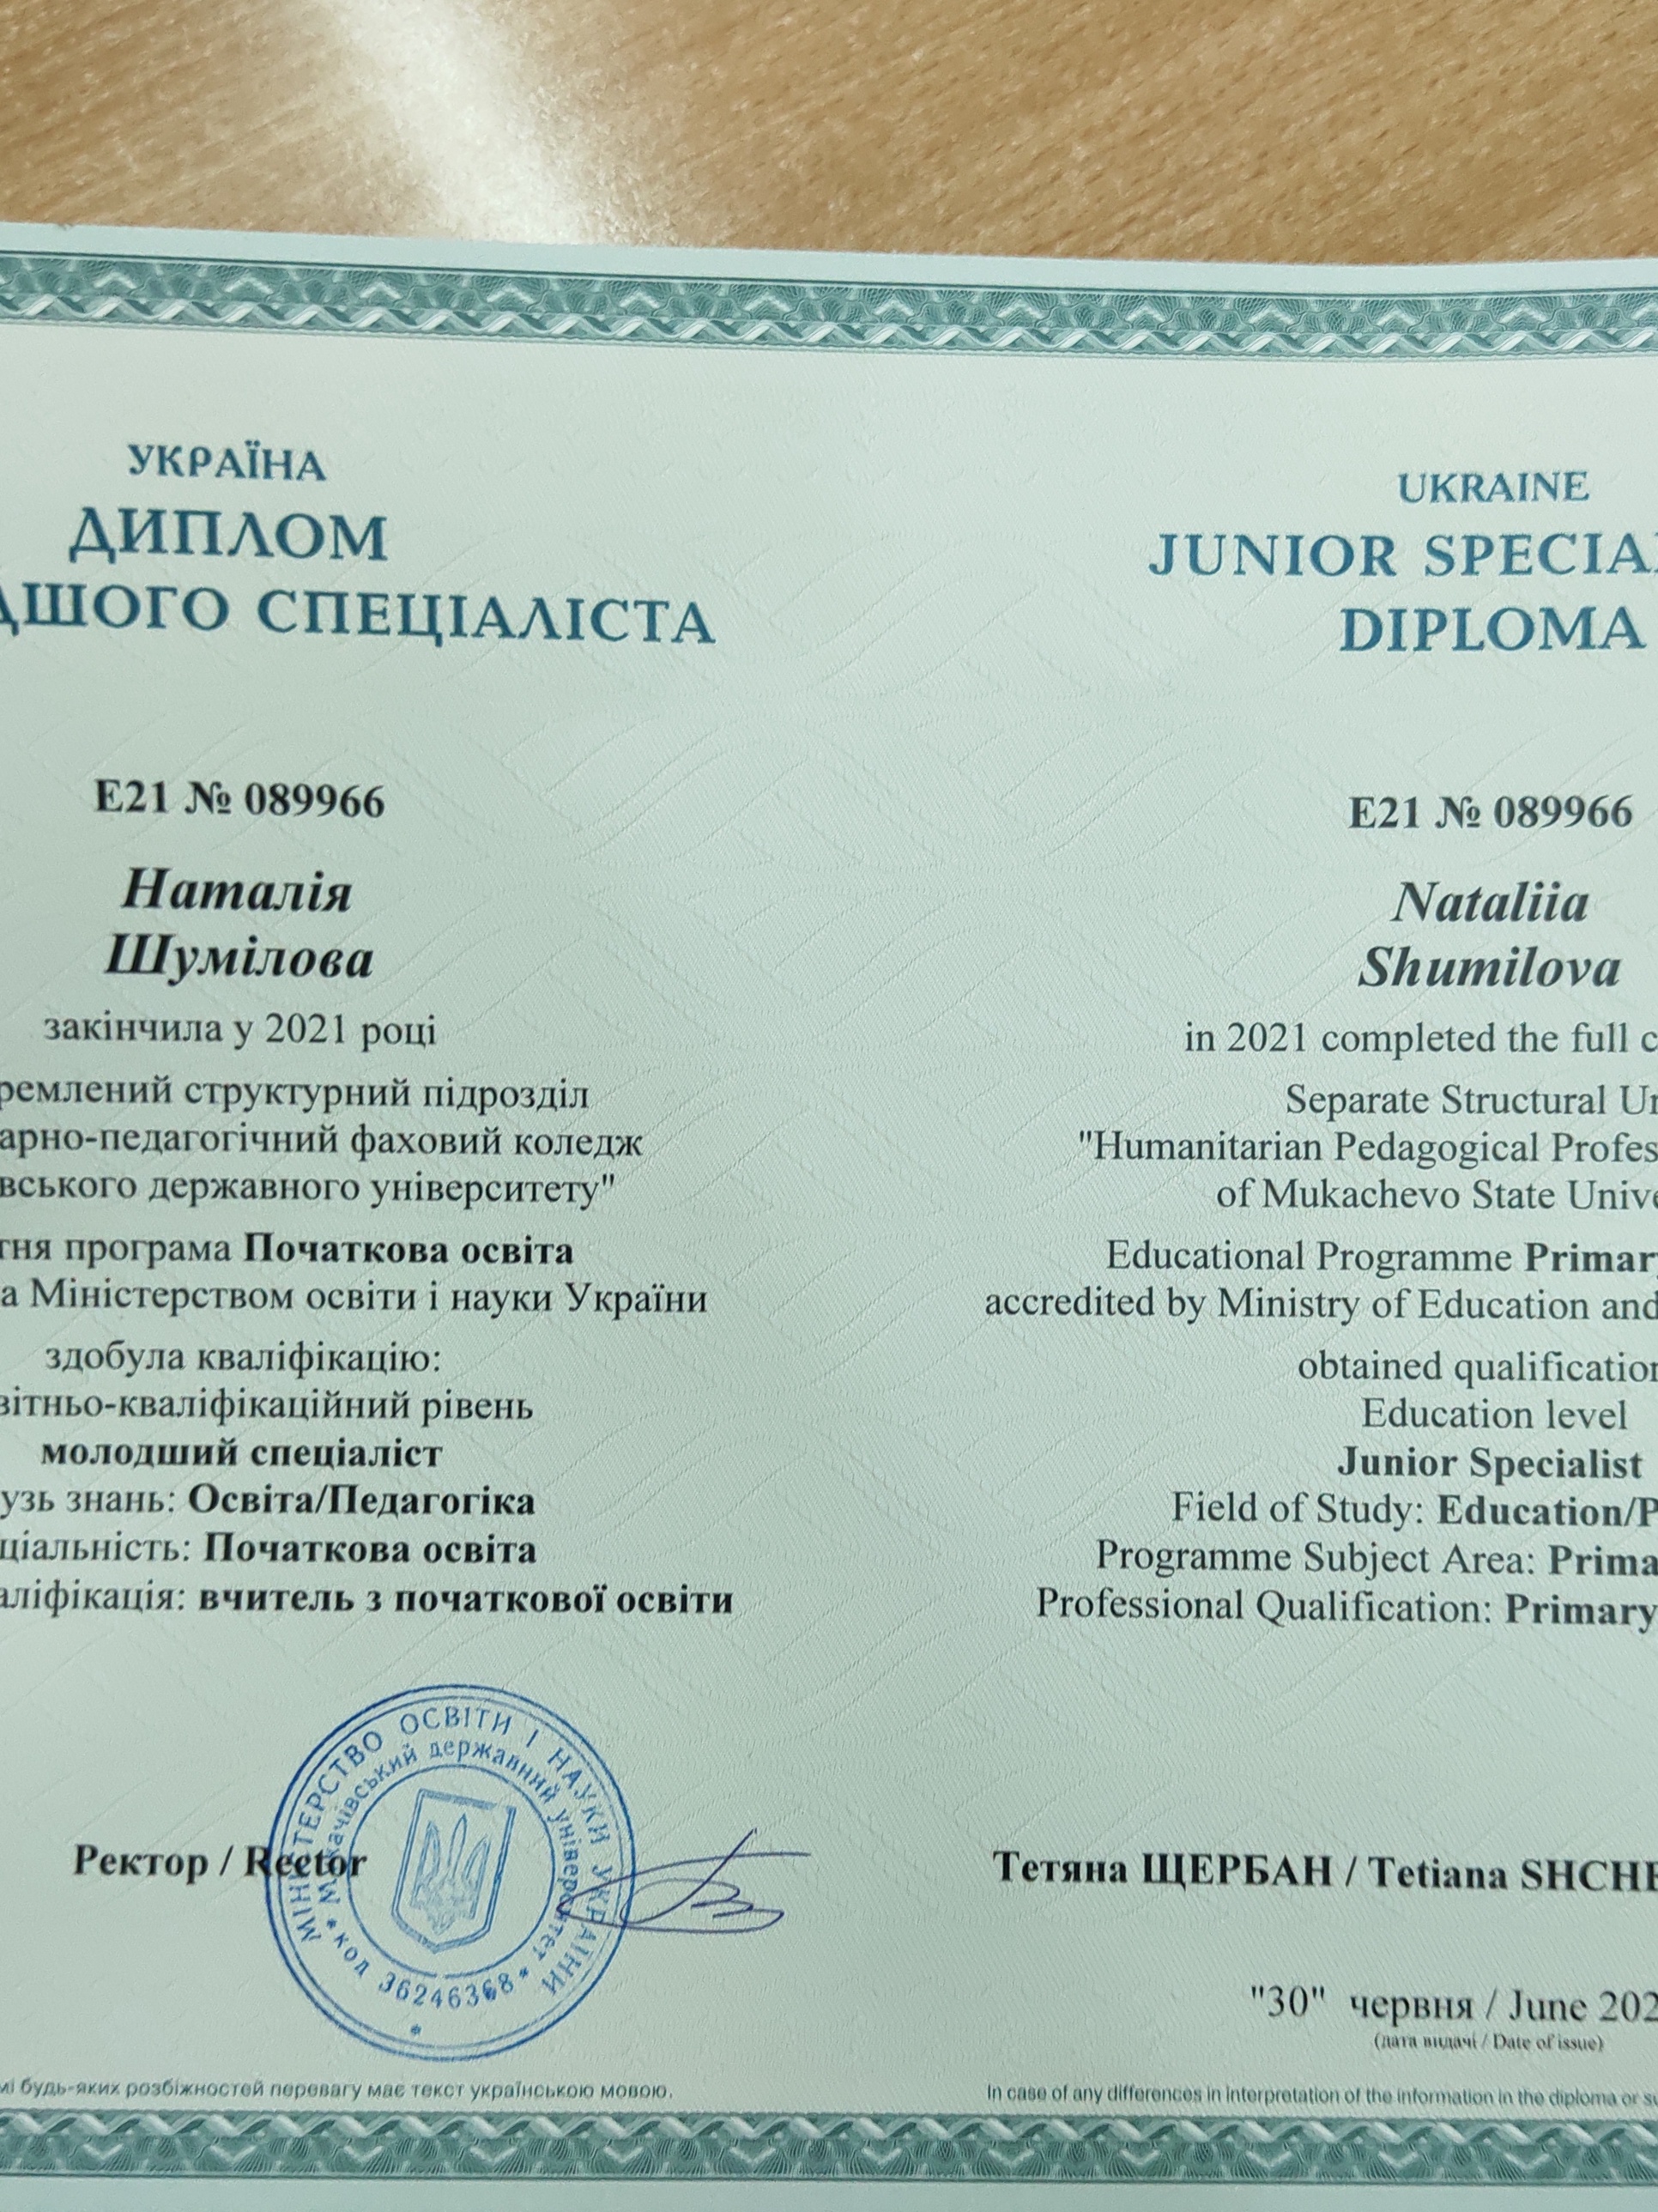 УКРАЇНА
ДИПЛОМ
ДШОГО СПЕЦІАЛІСТА
E21 № 089966
Наталія
Шумілова
закінчила у 2021 році
ремлений структурний підрозділ
арно-педагогічний фаховий коледж
вського державного університету"
тня програма Початкова освіта
а Міністерством освіти і науки України
здобула кваліфікацію:
вітньо-кваліфікаційний рівень
молодший спеціаліст
узь знань: Освіта/Педагогіка
ціальність: Початкова освіта
аліфікація: вчитель з початкової освіти
Ректор / Rector
МІНІСТЕРСТВО ОСВІТИ І НАУКИ УКРАЇНИ
Мукачівський державний університет
* код 36246368 *
мі будь-яких розбіжностей перевагу має текст українською мовою.
UKRAINE
JUNIOR SPECIAL
DIPLOMA
E21 № 089966
Nataliia
Shumilova
in 2021 completed the full c
Separate Structural Un
"Humanitarian Pedagogical Profes
of Mukachevo State Unive
Educational Programme Primary
accredited by Ministry of Education and
obtained qualification
Education level
Junior Specialist
Field of Study: Education/P
Programme Subject Area: Prima
Professional Qualification: Primary
Тетяна ЩЕРБАН / Tetiana SHCHE
"30" червня / June 202
(дата видачі / Date of issue)
In case of any differences in interpretation of the information in the diploma or su